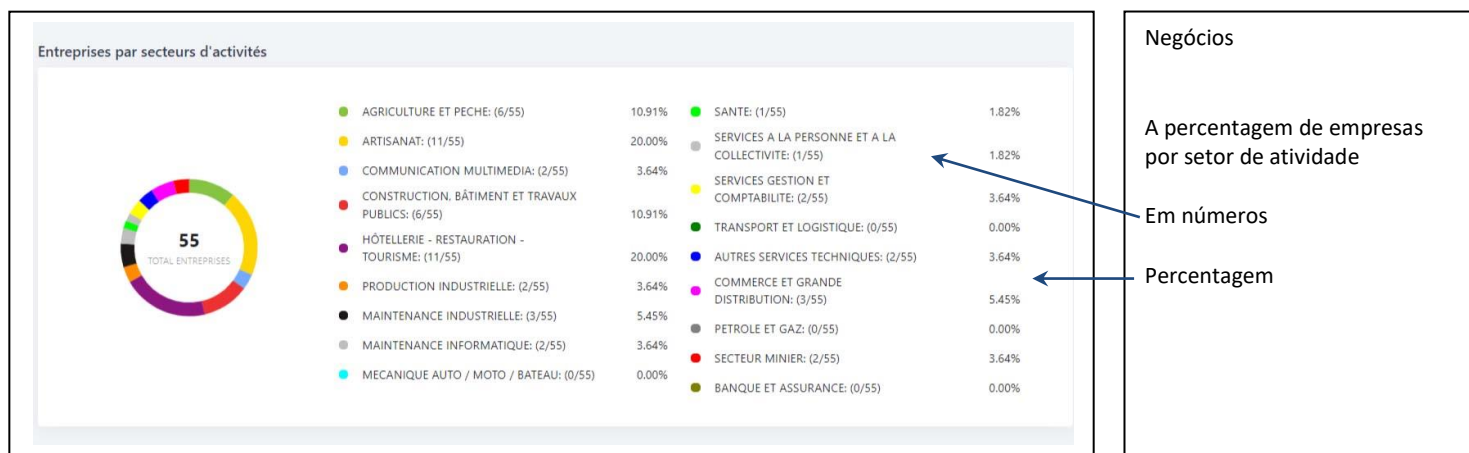 Entreprises par secteurs d'activités
55
TOTAL ENTREPRISES
AGRICULTURE ET PECHE: (6/55) 10.91%
ARTISANAT: (11/55) 20.00%
COMMUNICATION MULTIMEDIA: (2/55) 3.64%
CONSTRUCTION, BÂTIMENT ET TRAVAUX
PUBLICS: (6/55) 10.91%
HÔTELLERIE - RESTAURATION -
TOURISME: (11/55) 20.00%
PRODUCTION INDUSTRIELLE: (2/55) 3.64%
MAINTENANCE INDUSTRIELLE: (3/55) 5.45%
MAINTENANCE INFORMATIQUE: (2/55) 3.64%
MECANIQUE AUTO / MOTO / BATEAU: (0/55) 0.00%
SANTE: (1/55) 1.82%
SERVICES A LA PERSONNE ET A LA
COLLECTIVITE: (1/55) 1.82%
SERVICES GESTION ET
COMPTABILITE: (2/55) 3.64%
TRANSPORT ET LOGISTIQUE: (0/55) 0.00%
AUTRES SERVICES TECHNIQUES: (2/55) 3.64%
COMMERCE ET GRANDE
DISTRIBUTION: (3/55) 5.45%
PETROLE ET GAZ: (0/55) 0.00%
SECTEUR MINIER: (2/55) 3.64%
BANQUE ET ASSURANCE: (0/55) 0.00%
Negócios
A percentagem de empresas
por setor de atividade
Em números
Percentagem